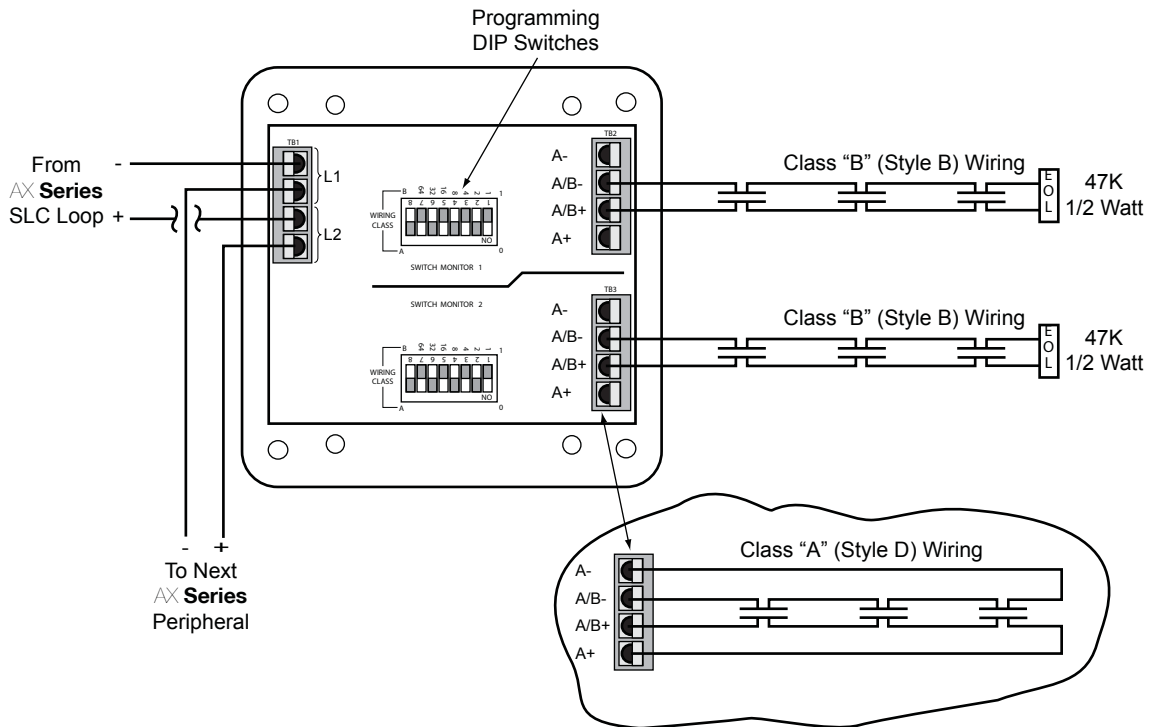 Programming
DIP Switches
From
AX Series
SLC Loop
-
+
TB1
L1
L2
B 64 32 16 8 4 2 1 1
8 7 6 5 4 3 2 1
WIRING
CLASS
NO
A 0
SWITCH MONITOR 1
SWITCH MONITOR 2
B 64 32 16 8 4 2 1 1
8 7 6 5 4 3 2 1
WIRING
CLASS
NO
A 0
TB2
A-
A/B-
A/B+
A+
Class “B” (Style B) Wiring
EOL
47K
1/2 Watt
TB3
A-
A/B-
A/B+
A+
Class “B” (Style B) Wiring
EOL
47K
1/2 Watt
- +
To Next
AX Series
Peripheral
Class “A” (Style D) Wiring
A-
A/B-
A/B+
A+